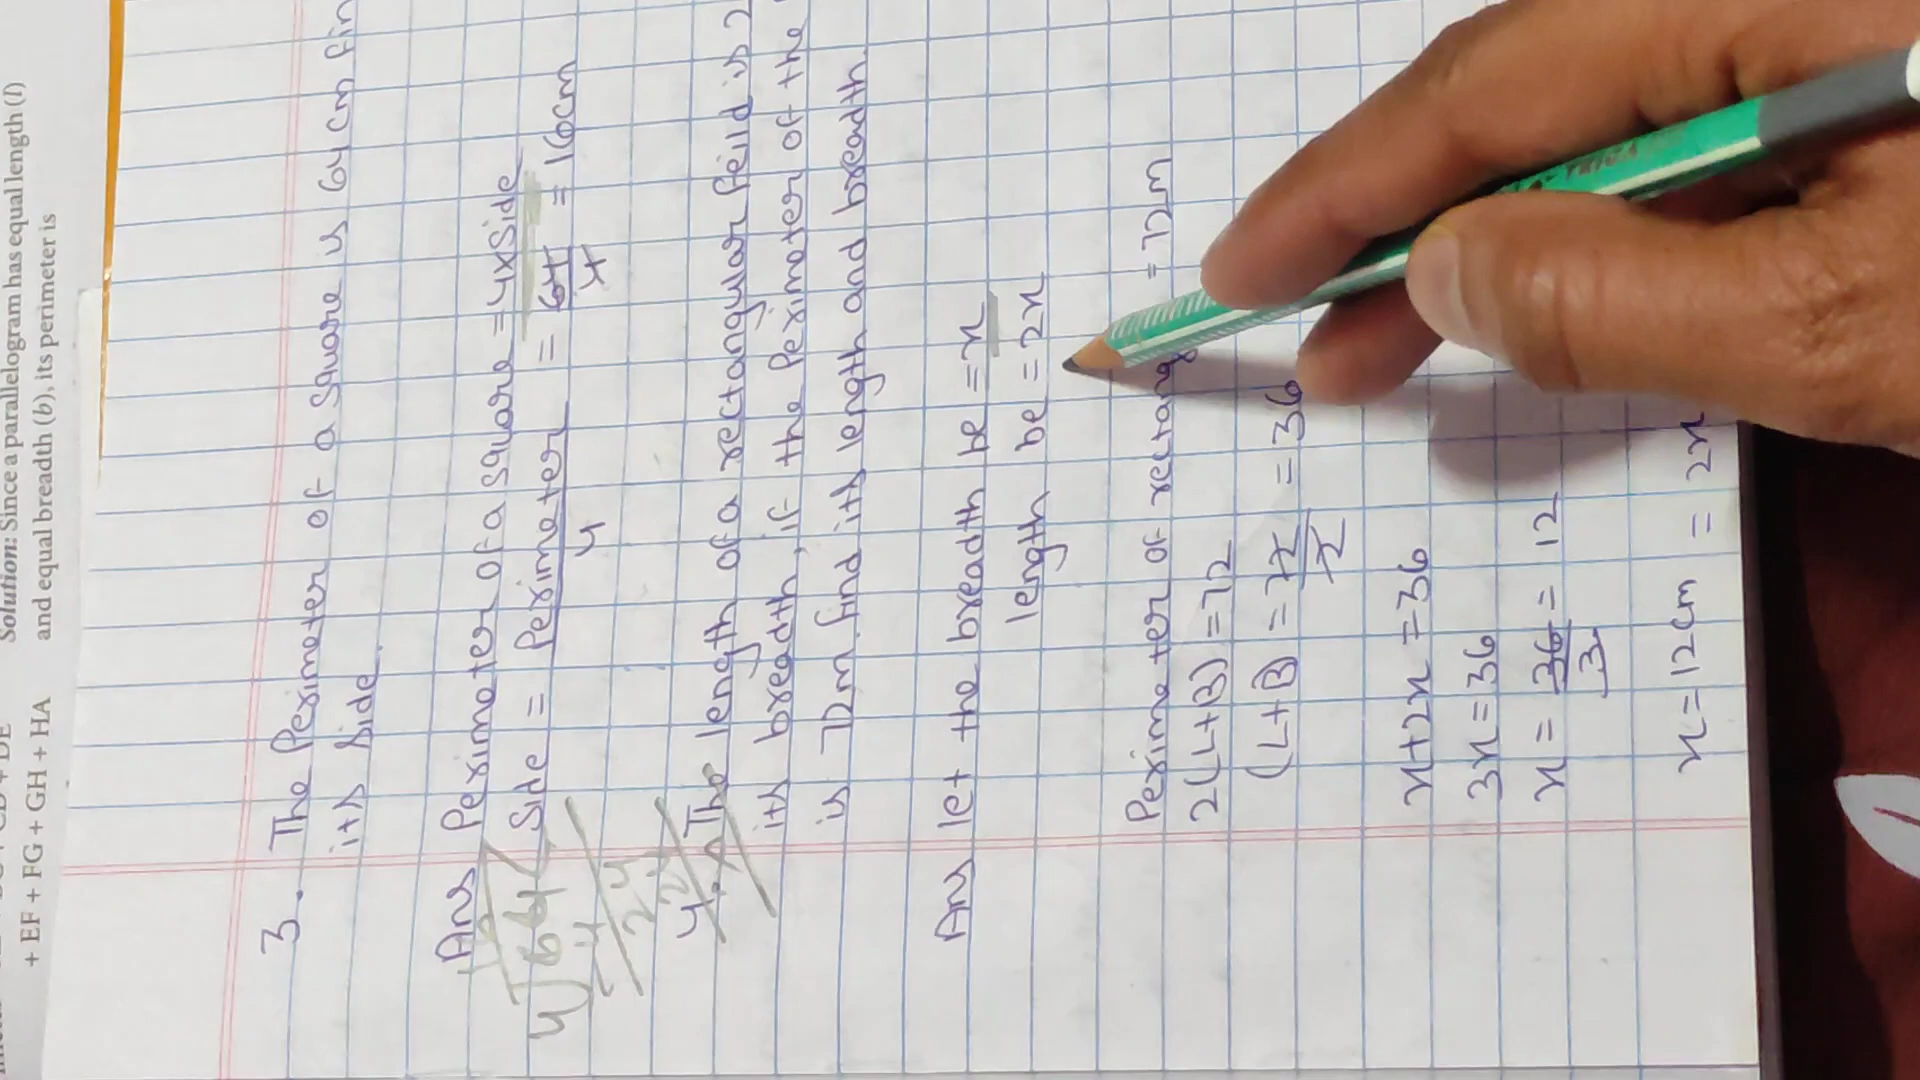 Solution: Since a parallelogram has equal length (l)
and equal breadth (b), its perimeter is
+ EF + FG + GH + HA
3. The Perimeter of a square is 64 cm fin
its side.
Ans Perimeter of a square = 4xside
Side = Perimeter / 4 = 64 / 4 = 16cm
4. The length of a rectangular feild is 2
its breadth, if the Perimeter of the
is 72m find its length and breadth.
Ans let the breadth be = x
length be = 2x
Perimeter of rectang = 72m
2(L+B) = 72
(L+B) = 72 / 2 = 36
x+2x = 36
3x = 36
x = 36 / 3 = 12
x = 12cm = 2x